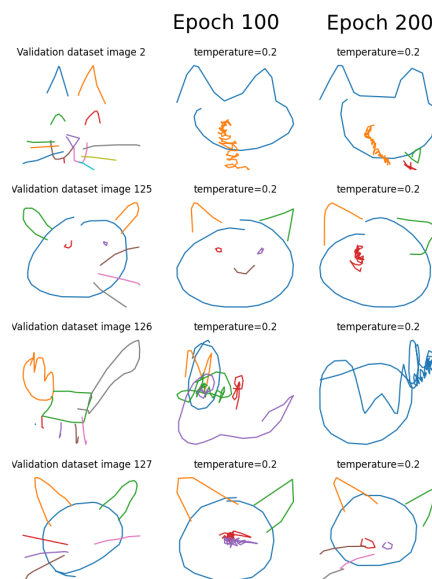 Epoch 100 Epoch 200
Validation dataset image 2 temperature=0.2 temperature=0.2
Validation dataset image 125 temperature=0.2 temperature=0.2
Validation dataset image 126 temperature=0.2 temperature=0.2
Validation dataset image 127 temperature=0.2 temperature=0.2